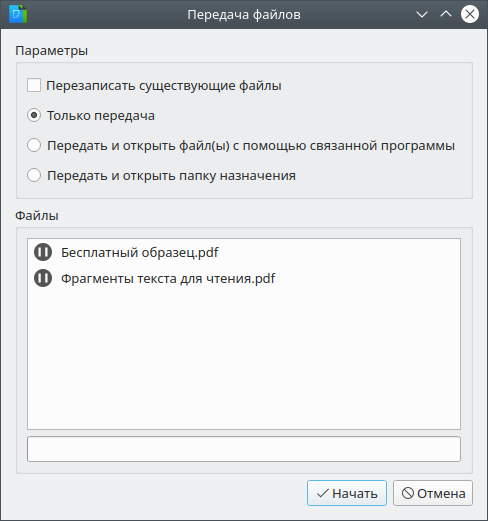 Передача файлов
Параметры
Перезаписать существующие файлы
Только передача
Передать и открыть файл(ы) с помощью связанной программы
Передать и открыть папку назначения
Файлы
Бесплатный образец.pdf
Фрагменты текста для чтения.pdf
Начать
Отмена